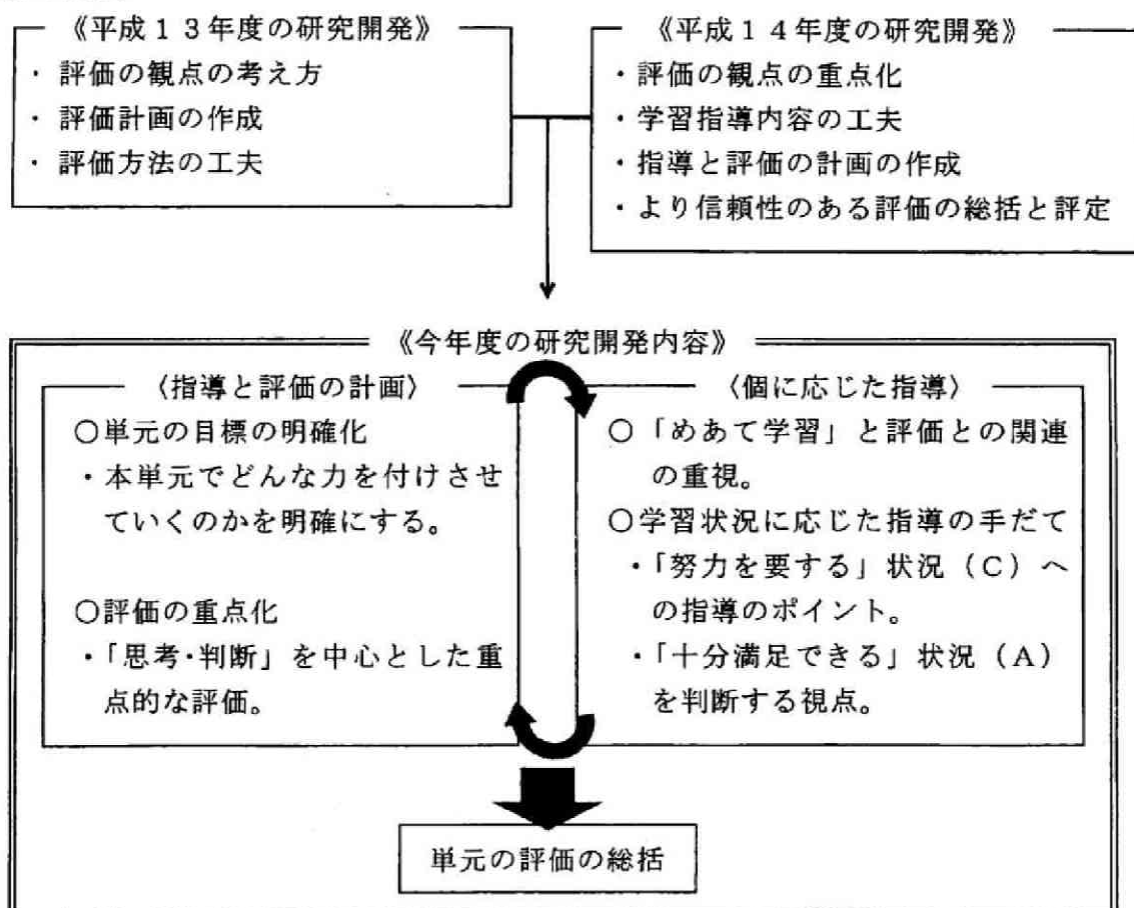 《平成１３年度の研究開発》
・ 評価の観点の考え方
・ 評価計画の作成
・ 評価方法の工夫
《平成１４年度の研究開発》
・評価の観点の重点化
・学習指導内容の工夫
・指導と評価の計画の作成
・より信頼性のある評価の総括と評定
《今年度の研究開発内容》
〈指導と評価の計画〉
○単元の目標の明確化
・本単元でどんな力を付けさせ
ていくのかを明確にする。
○評価の重点化
・「思考・判断」を中心とした重
点的な評価。
〈個に応じた指導〉
○「めあて学習」と評価との関連
の重視。
○学習状況に応じた指導の手だて
・「努力を要する」状況（Ｃ）へ
の指導のポイント。
・「十分満足できる」状況（Ａ）
を判断する視点。
単元の評価の総括